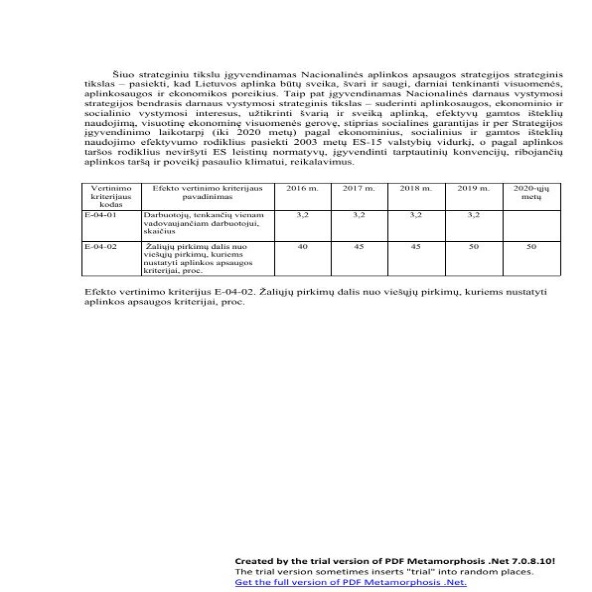 Šiuo strateginiu tikslu įgyvendinamas Nacionalinės aplinkos apsaugos strategijos strateginis
tikslas – pasiekti, kad Lietuvos aplinka būtų sveika, švari ir saugi, darniai tenkinanti visuomenės,
aplinkosaugos ir ekonomikos poreikius. Taip pat įgyvendinamas Nacionalinės darnaus vystymosi
strategijos bendrasis darnaus vystymosi strateginis tikslas – suderinti aplinkosaugos, ekonominio ir
socialinio vystymosi interesus, užtikrinti švarią ir sveiką aplinką, efektyvų gamtos išteklių
naudojimą, visuotinę ekonominę visuomenės gerovę, stiprias socialines garantijas ir per Strategijos
įgyvendinimo laikotarpį (iki 2020 metų) pagal ekonominius, socialinius ir gamtos išteklių
naudojimo efektyvumo rodiklius pasiekti 2003 metų ES-15 valstybių vidurkį, o pagal aplinkos
taršos rodiklius neviršyti ES leistinų normatyvų, įgyvendinti tarptautinių konvencijų, ribojančių
aplinkos taršą ir poveikį pasaulio klimatui, reikalavimus.
Vertinimo kriterijaus kodas | Efekto vertinimo kriterijaus pavadinimas | 2016 m. | 2017 m. | 2018 m. | 2019 m. | 2020-ųjų metų
E-04-01 | Darbuotojų, tenkančių vienam vadovaujančiam darbuotojui, skaičius | 3,2 | 3,2 | 3,2 | 3,2
E-04-02 | Žaliųjų pirkimų dalis nuo viešųjų pirkimų, kuriems nustatyti aplinkos apsaugos kriterijai, proc. | 40 | 45 | 45 | 50 | 50
Efekto vertinimo kriterijus E-04-02. Žaliųjų pirkimų dalis nuo viešųjų pirkimų, kuriems nustatyti
aplinkos apsaugos kriterijai, proc.
Created by the trial version of PDF Metamorphosis .Net 7.0.8.10!
The trial version sometimes inserts "trial" into random places.
Get the full version of PDF Metamorphosis .Net.